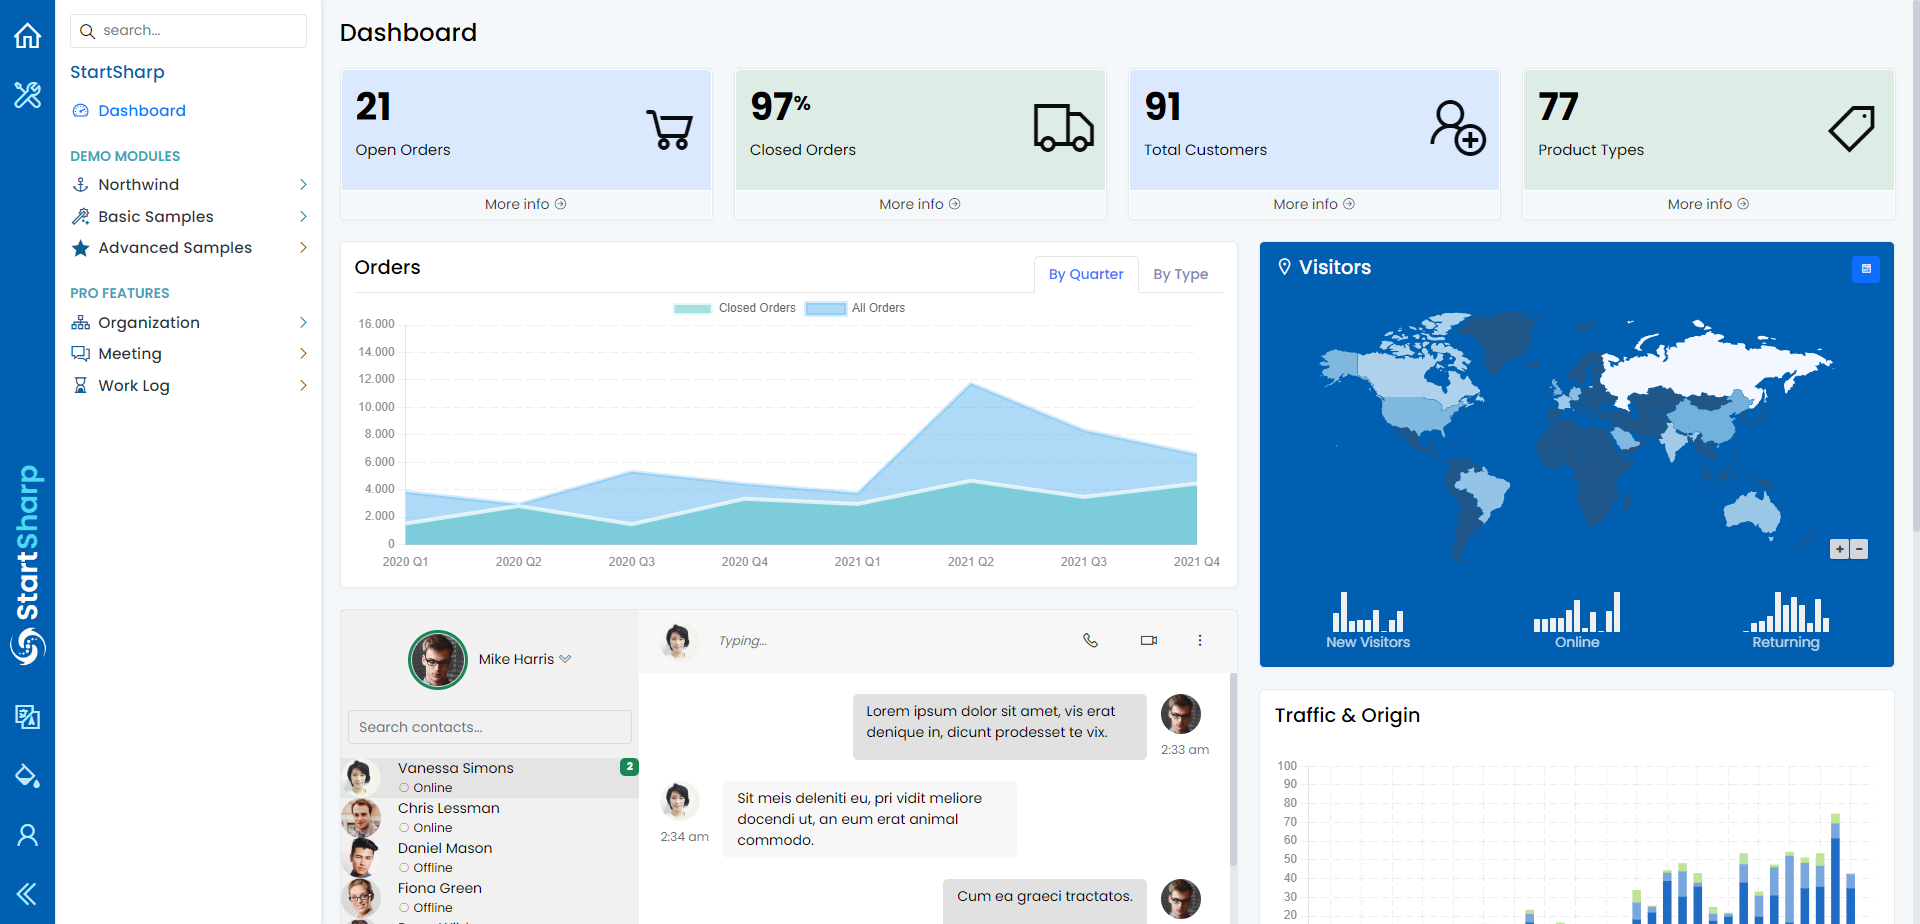 search...
StartSharp
Dashboard
DEMO MODULES
Northwind
Basic Samples
Advanced Samples
PRO FEATURES
Organization
Meeting
Work Log
StartSharp
Dashboard
21
Open Orders
More info
97%
Closed Orders
More info
91
Total Customers
More info
77
Product Types
More info
Orders
By Quarter
By Type
Closed Orders
All Orders
16.000
14.000
12.000
10.000
8.000
6.000
4.000
2.000
0
2020 Q1
2020 Q2
2020 Q3
2020 Q4
2021 Q1
2021 Q2
2021 Q3
2021 Q4
Visitors
+
−
New Visitors
Online
Returning
Mike Harris
Search contacts...
Vanessa Simons
2
Online
Chris Lessman
Online
Daniel Mason
Offline
Fiona Green
Offline
Typing...
Lorem ipsum dolor sit amet, vis erat
denique in, dicunt prodesset te vix.
2:33 am
Sit meis deleniti eu, pri vidit meliore
docendi ut, an eum erat animal
commodo.
2:34 am
Cum ea graeci tractatos.
Traffic & Origin
100
90
80
70
60
50
40
30
20